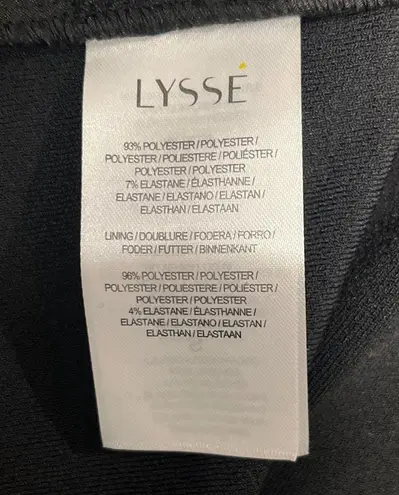 LYSSÉ
93% POLYESTER / POLYESTER /
POLYESTER / POLIESTERE / POLIÉSTER /
POLYESTER / POLYESTER
7% ELASTANE / ÉLASTHANNE /
ELASTANE / ELASTANO / ELASTAN /
ELASTHAN / ELASTAAN
LINING / DOUBLURE / FODERA / FORRO /
FODER / FUTTER / BINNENKANT
96% POLYESTER / POLYESTER /
POLYESTER / POLIESTERE / POLIÉSTER /
POLYESTER / POLYESTER
4% ELASTANE / ÉLASTHANNE /
ELASTANE / ELASTANO / ELASTAN /
ELASTHAN / ELASTAAN